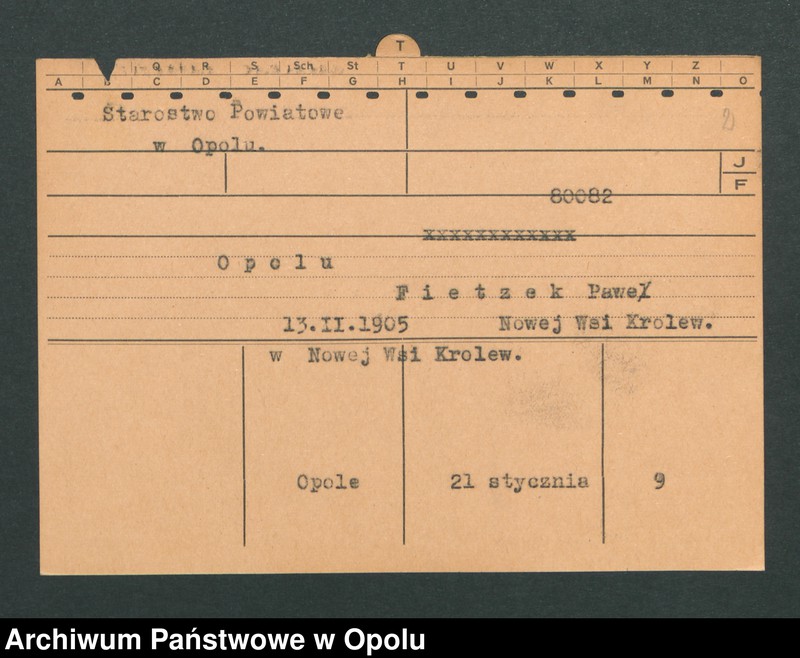 T
Q R S Sch St T U V W X Y Z
A B C D E F G H I J K L M N O
Starostwo Powiatowe
w Opolu.
J
F
80082
xxxxxxxxxxxx
Opolu
Fietzek Paweł
13.II.1905 Nowej Wsi Krolew.
w Nowej Wsi Krolew.
Opole 21 stycznia 9
Archiwum Państwowe w Opolu